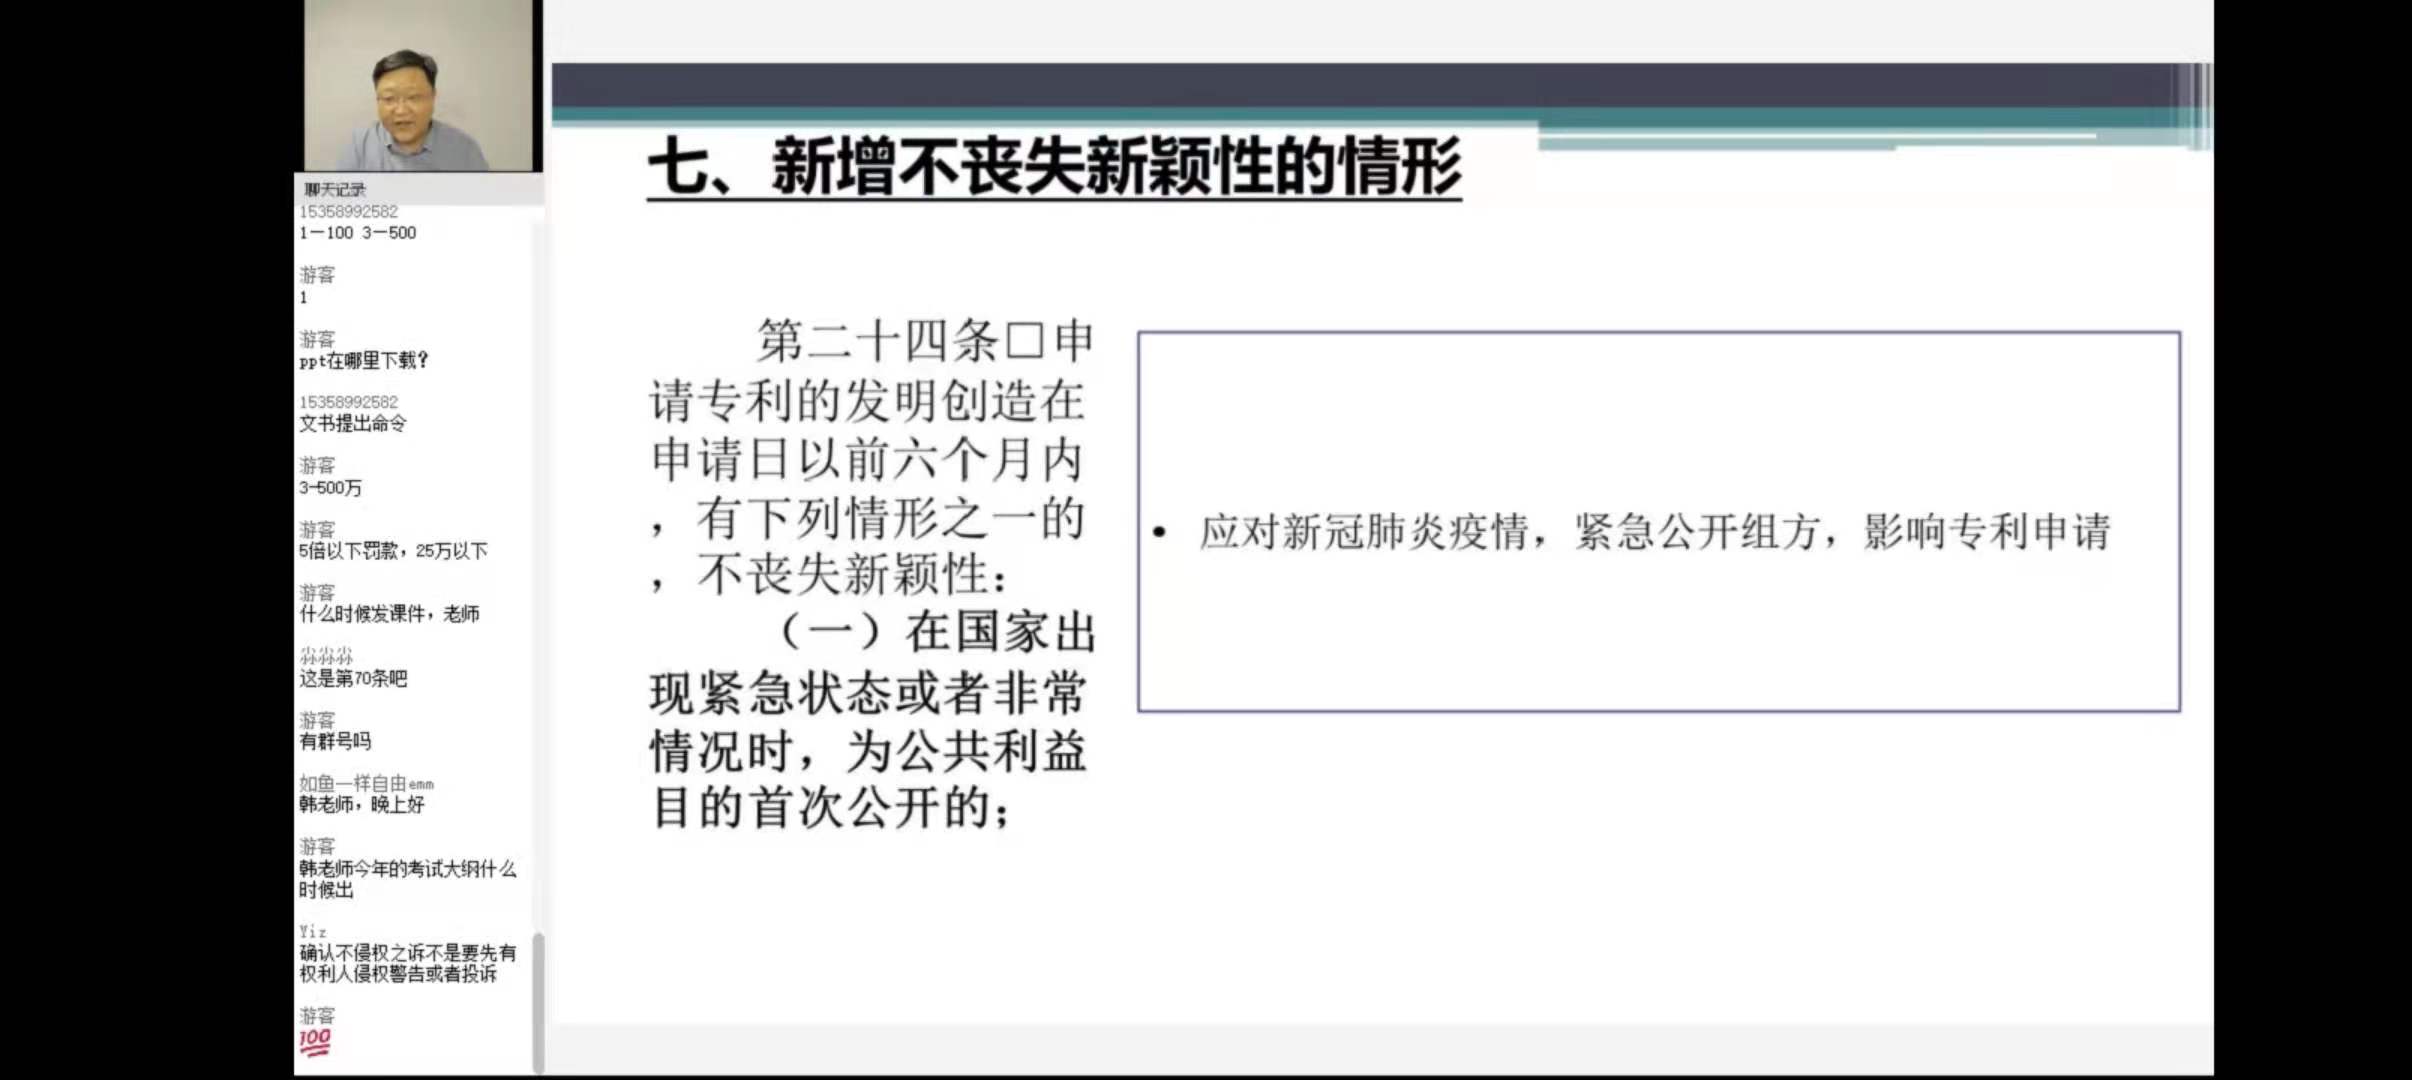 聊天记录
15358992582
1—100 3—500
游客
1
游客
ppt在哪里下载?
15358992582
文书提出命令
游客
3-500万
游客
5倍以下罚款，25万以下
游客
什么时候发课件，老师
尛尛尛
这是第70条吧
游客
有群号吗
如鱼一样自由emm
韩老师，晚上好
游客
韩老师今年的考试大纲什么
时候出
Yiz
确认不侵权之诉不是要先有
权利人侵权警告或者投诉
游客
💯
七、新增不丧失新颖性的情形
第二十四条□申
请专利的发明创造在
申请日以前六个月内
，有下列情形之一的
，不丧失新颖性：
（一）在国家出
现紧急状态或者非常
情况时，为公共利益
目的首次公开的；
• 应对新冠肺炎疫情，紧急公开组方，影响专利申请